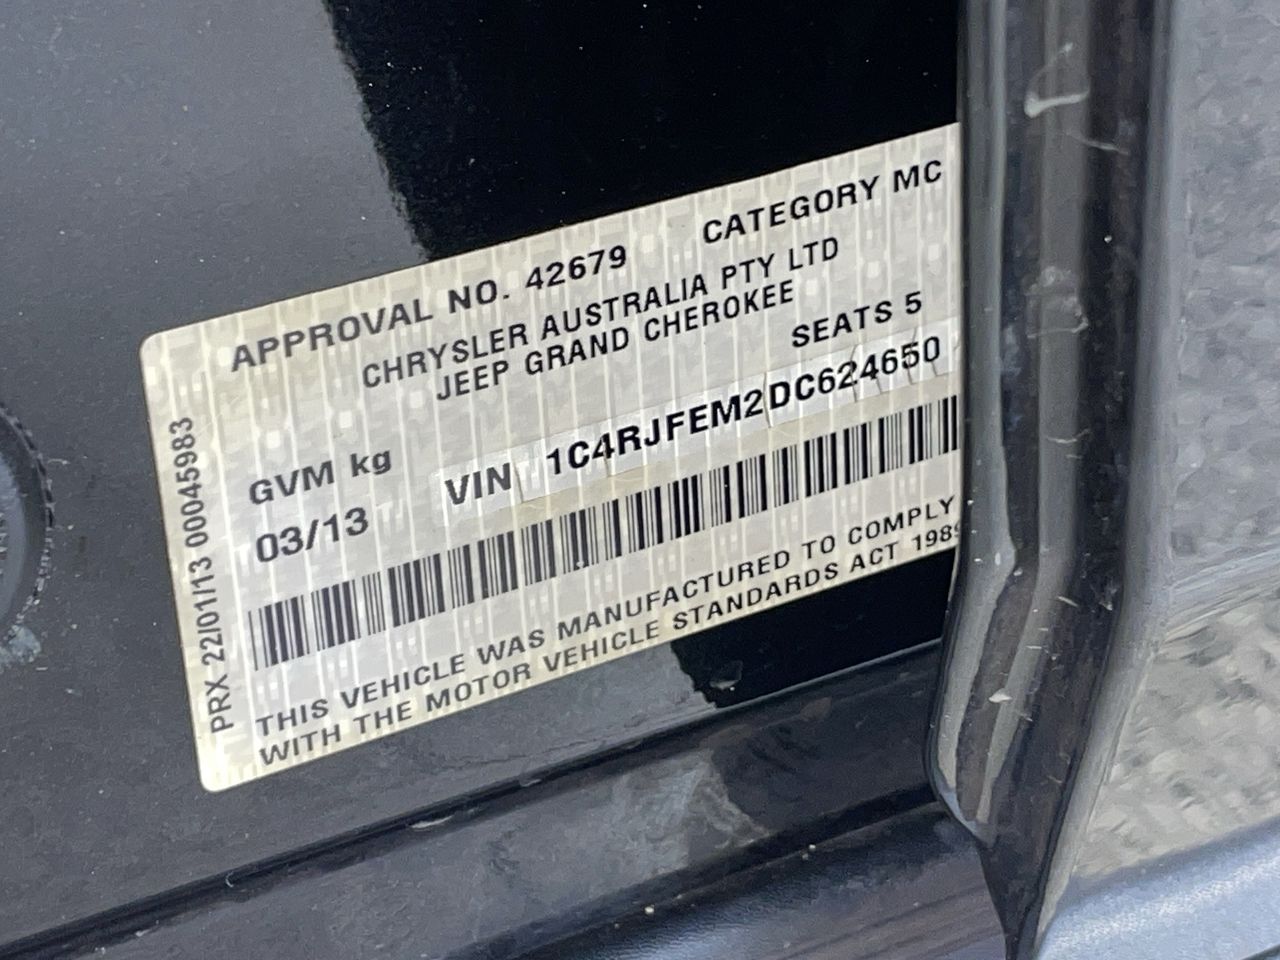 APPROVAL NO. 42679 CATEGORY MC
CHRYSLER AUSTRALIA PTY LTD
JEEP GRAND CHEROKEE
SEATS 5
GVM kg VIN 1C4RJFEM2DC624650
03/13
THIS VEHICLE WAS MANUFACTURED TO COMPLY
WITH THE MOTOR VEHICLE STANDARDS ACT 1989
PRX 22/01/13 00045983